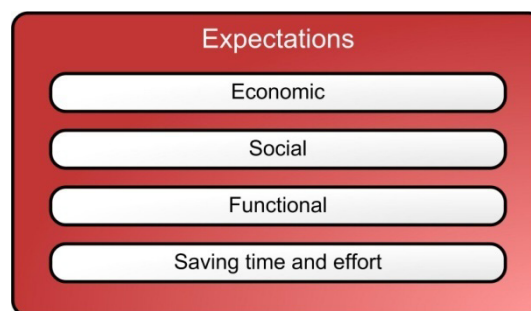 Expectations
Economic
Social
Functional
Saving time and effort